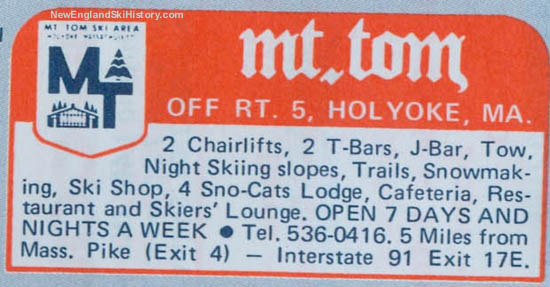 NewEnglandSkiHistory.com
MT TOM SKI AREA
HOLYOKE MASSACHUSETTS
MT
mt. tom
OFF RT. 5, HOLYOKE, MA.
2 Chairlifts, 2 T-Bars, J-Bar, Tow,
Night Skiing slopes, Trails, Snowmak-
ing, Ski Shop, 4 Sno-Cats Lodge, Cafeteria, Res-
taurant and Skiers' Lounge. OPEN 7 DAYS AND
NIGHTS A WEEK ● Tel. 536-0416. 5 Miles from
Mass. Pike (Exit 4) — Interstate 91 Exit 17E.